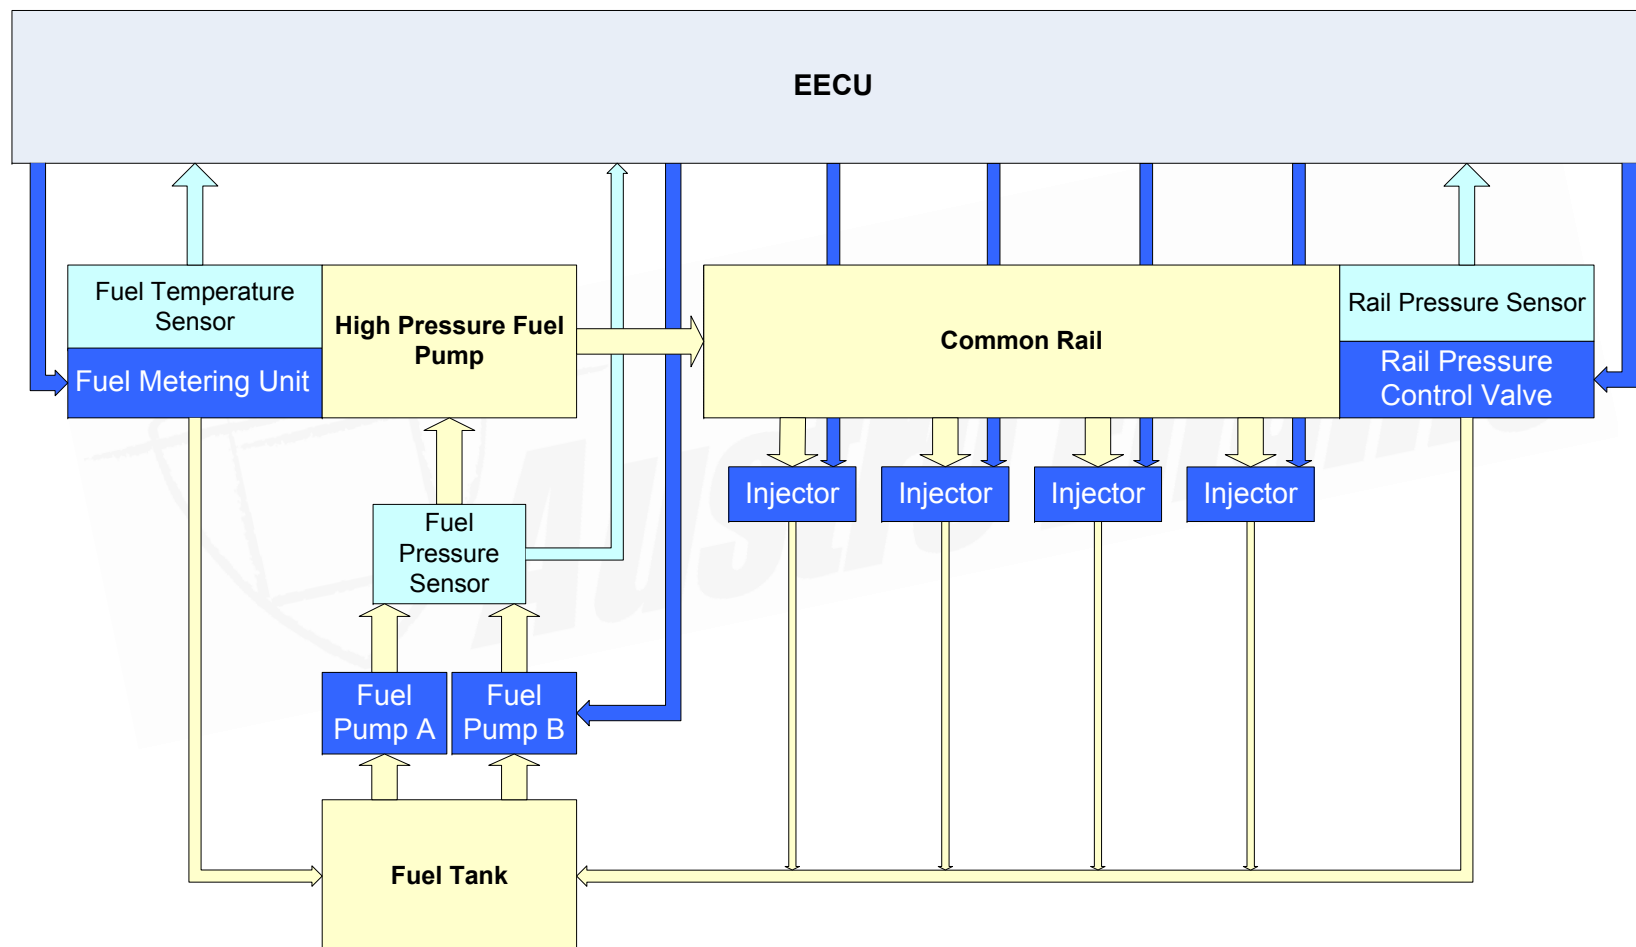 EECU
Fuel Temperature
Sensor
Fuel Metering Unit
High Pressure Fuel
Pump
Common Rail
Rail Pressure Sensor
Rail Pressure
Control Valve
Injector
Injector
Injector
Injector
Fuel
Pressure
Sensor
Fuel
Pump A
Fuel
Pump B
Fuel Tank